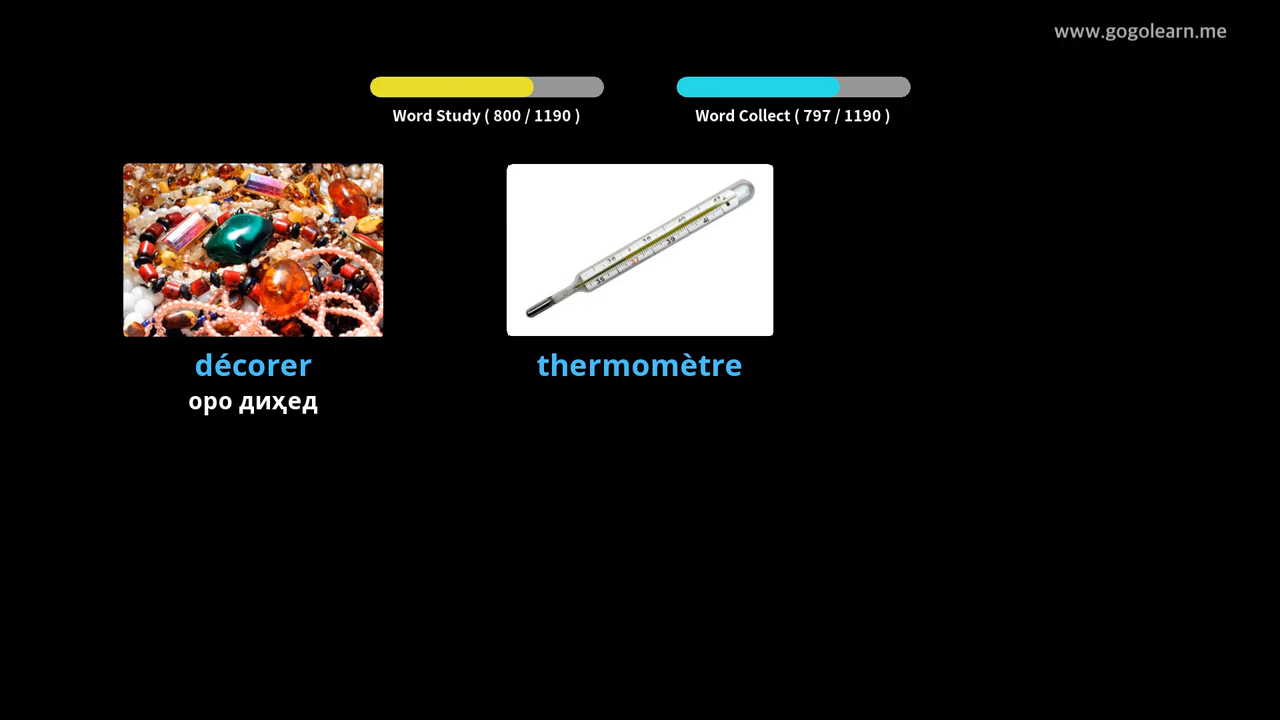 www.gogolearn.me
Word Study ( 800 / 1190 )
Word Collect ( 797 / 1190 )
décorer
оро диҳед
thermomètre